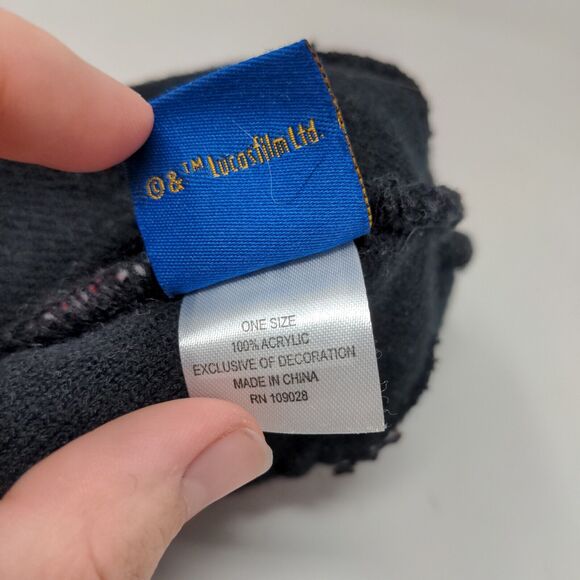 ©&™ Lucasfilm Ltd.
ONE SIZE
100% ACRYLIC
EXCLUSIVE OF DECORATION
MADE IN CHINA
RN 109028